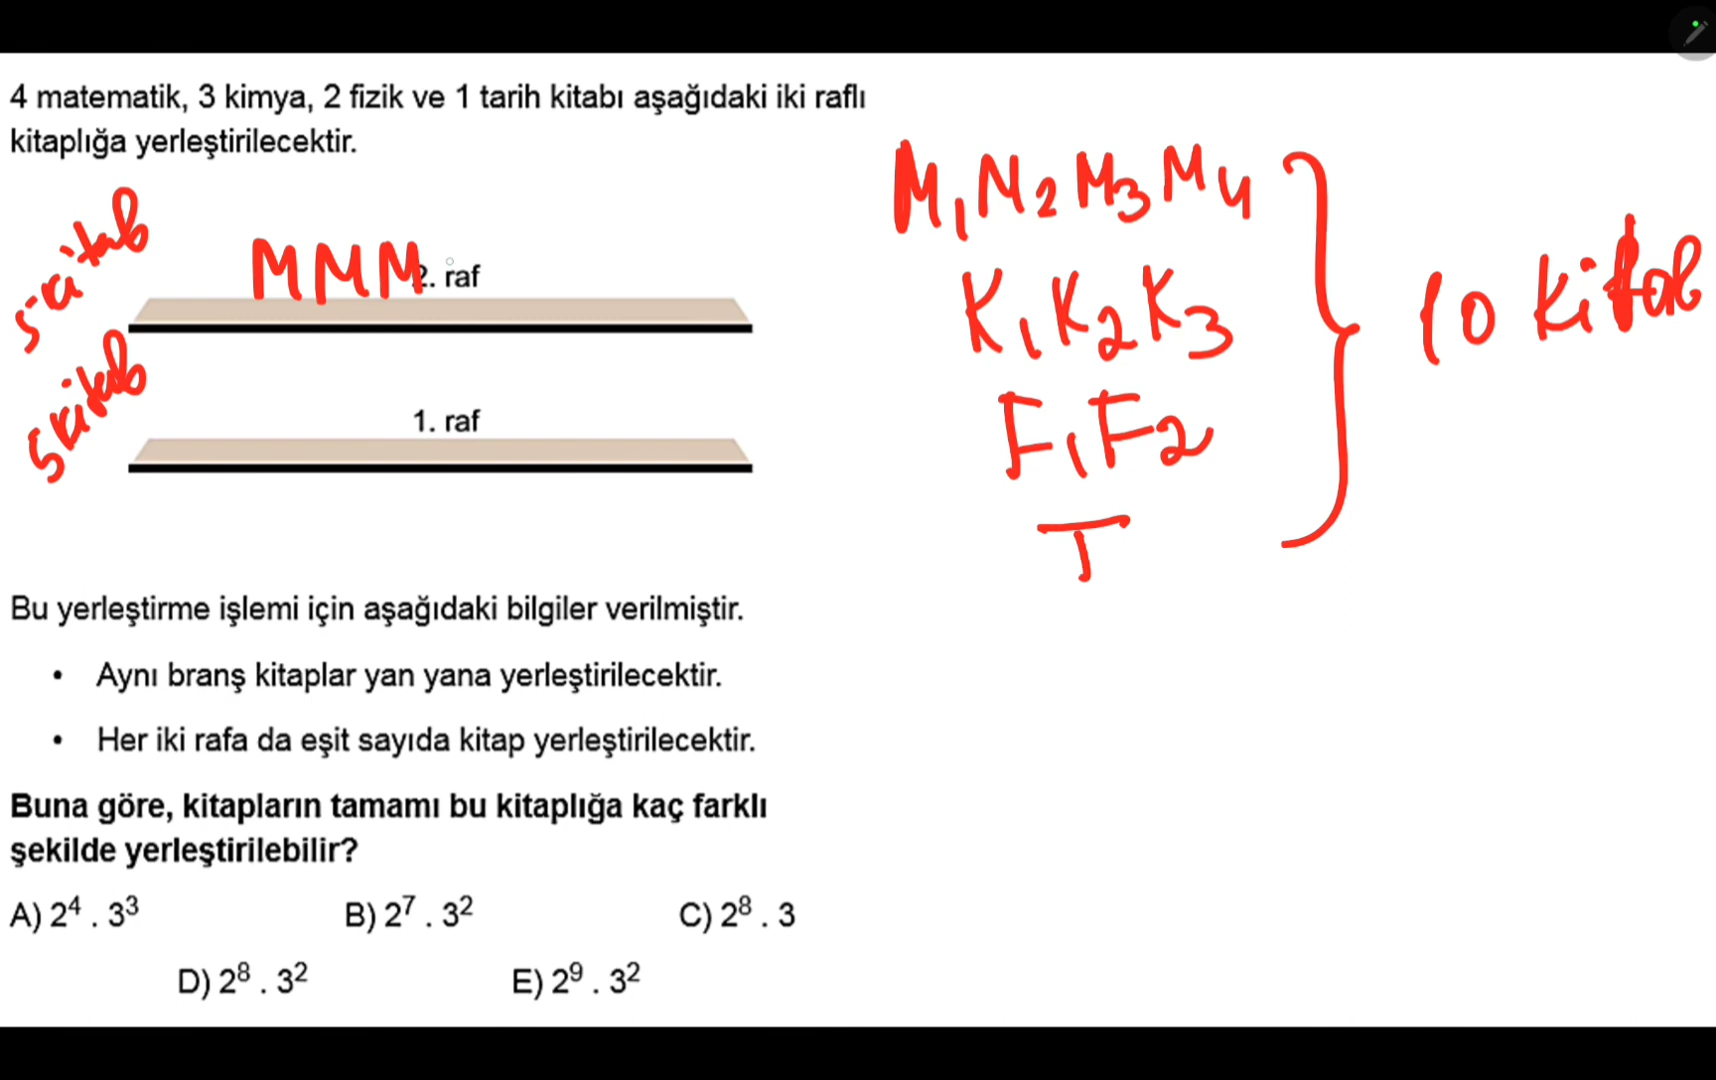 4 matematik, 3 kimya, 2 fizik ve 1 tarih kitabı aşağıdaki iki raflı
kitaplığa yerleştirilecektir.
M₁M₂M₃M₄
K₁K₂K₃
F₁F₂
T
10 kitab
5 kitab
MMM
2. raf
5 kitab
1. raf
Bu yerleştirme işlemi için aşağıdaki bilgiler verilmiştir.
• Aynı branş kitaplar yan yana yerleştirilecektir.
• Her iki rafa da eşit sayıda kitap yerleştirilecektir.
Buna göre, kitapların tamamı bu kitaplığa kaç farklı
şekilde yerleştirilebilir?
A) 2⁴ . 3³ B) 2⁷ . 3² C) 2⁸ . 3
D) 2⁸ . 3² E) 2⁹ . 3²